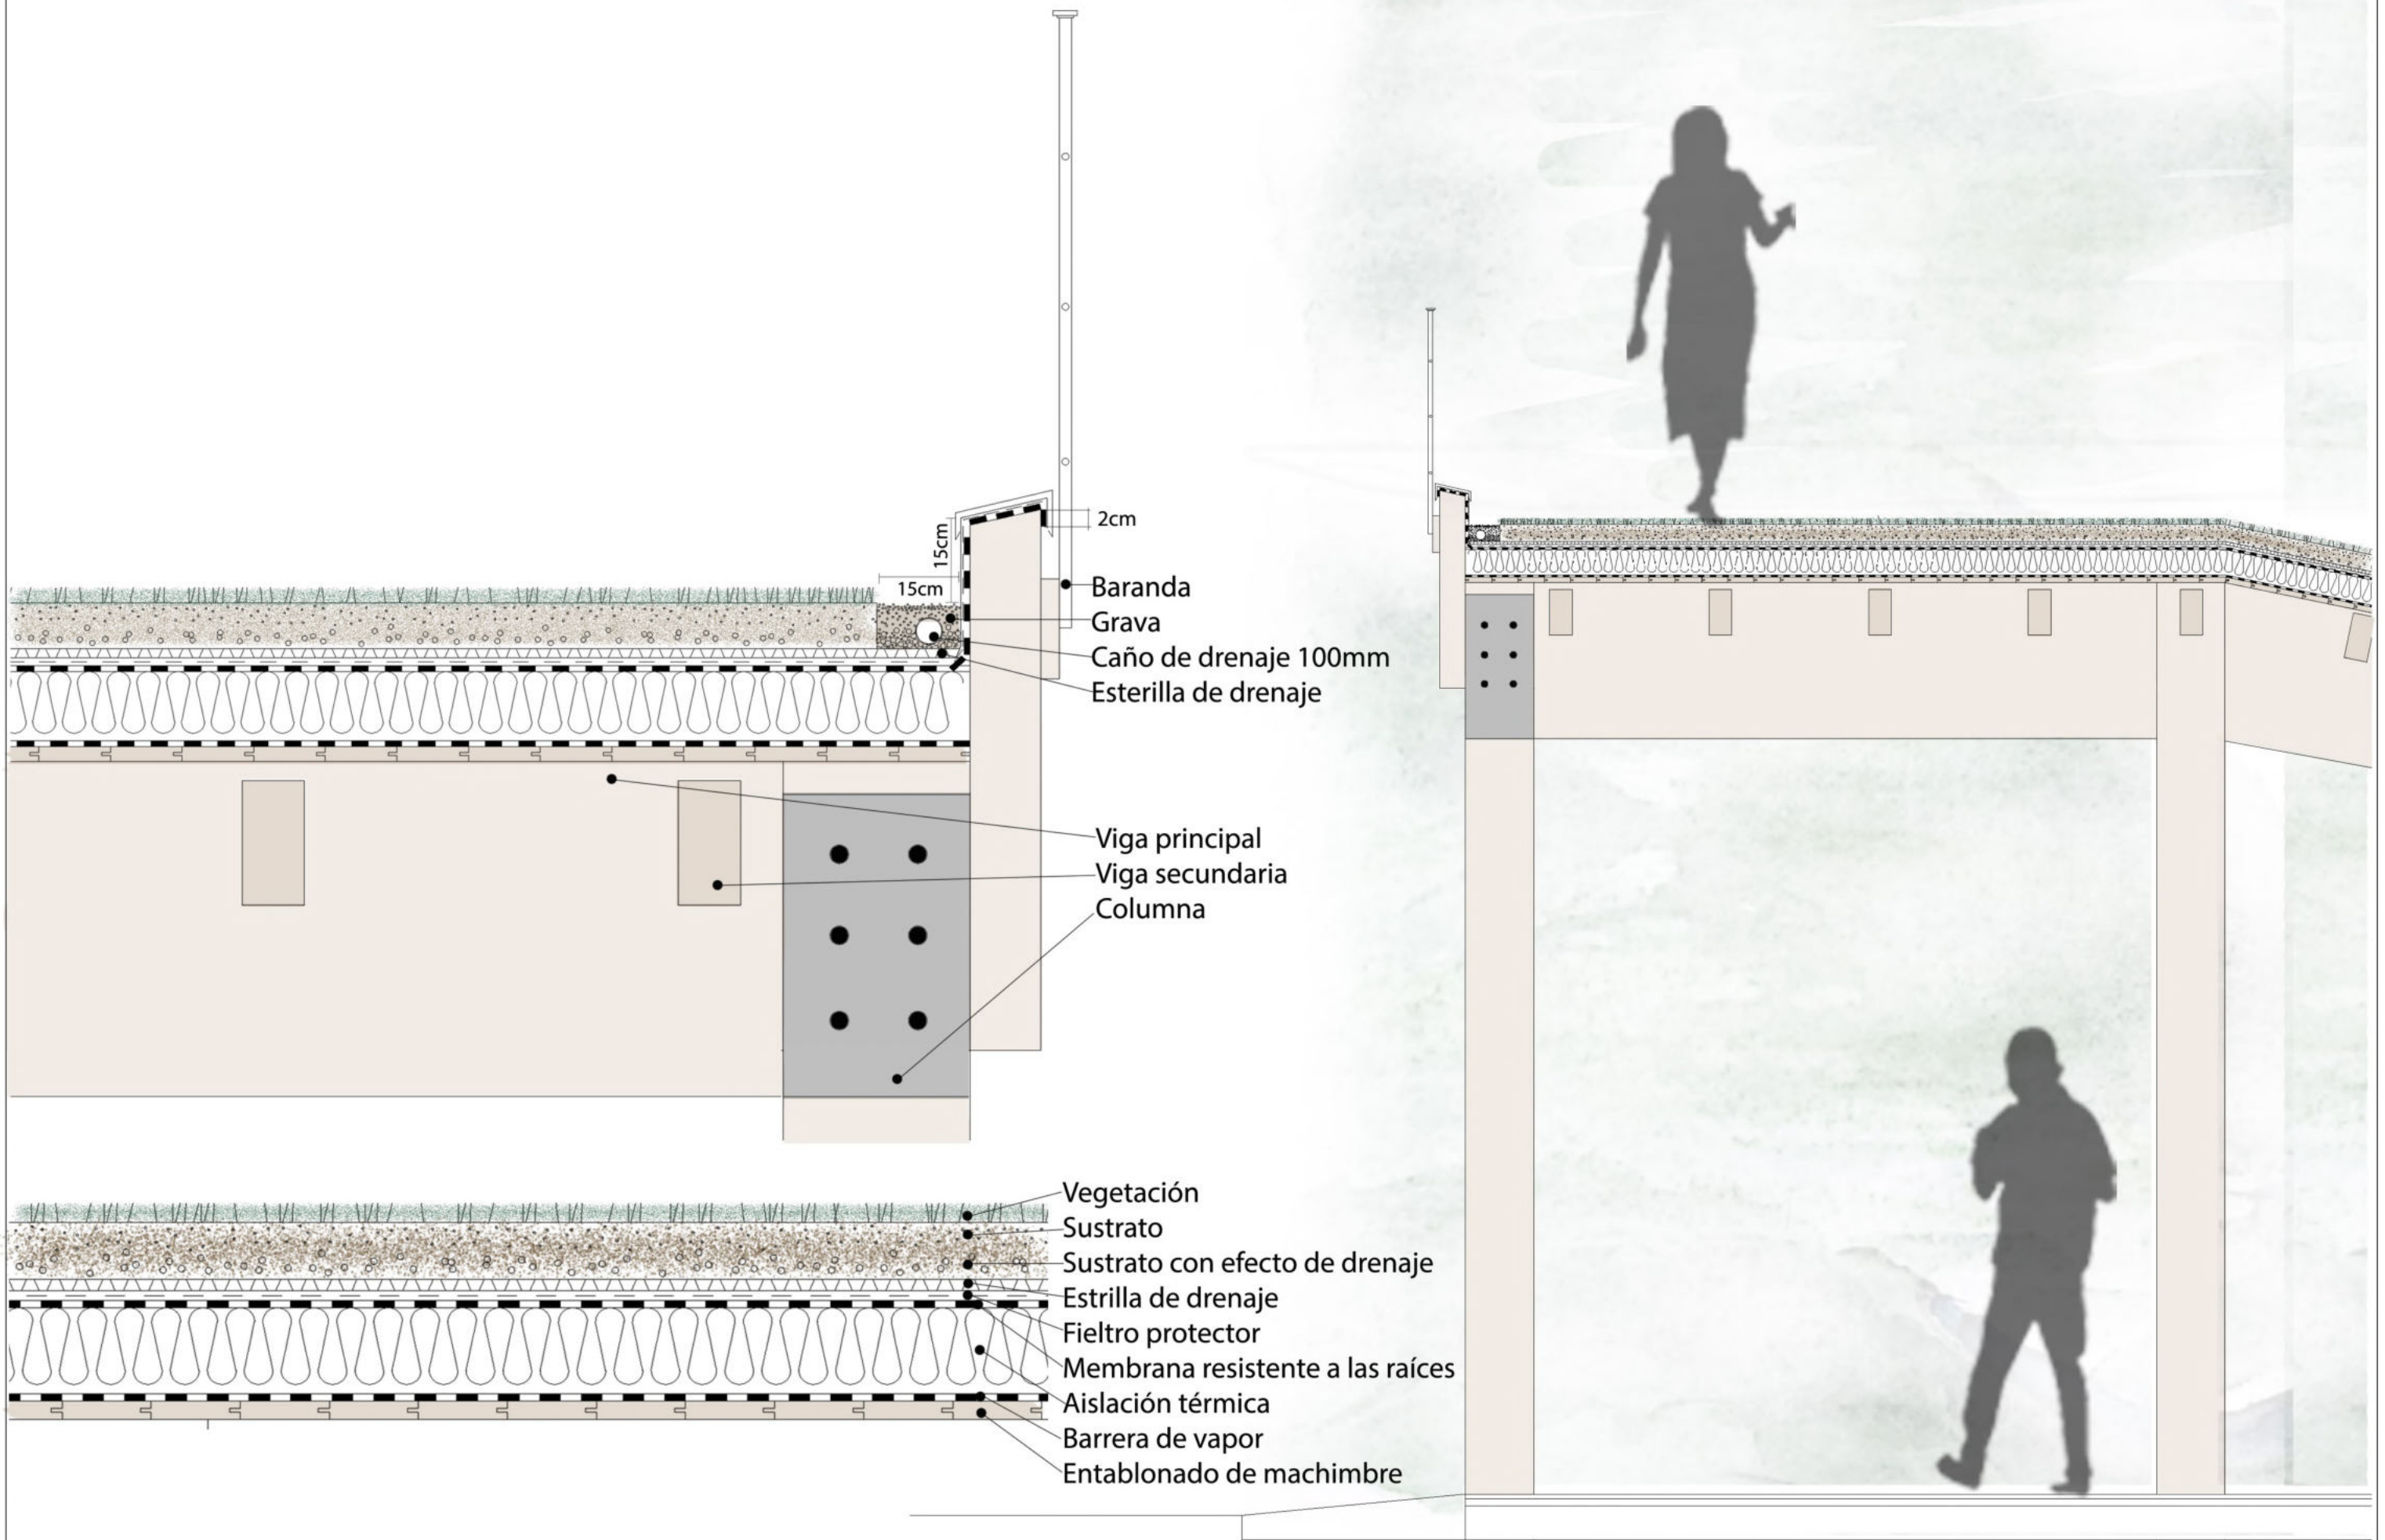 2cm
15cm
15cm
Baranda
Grava
Caño de drenaje 100mm
Esterilla de drenaje
Viga principal
Viga secundaria
Columna
Vegetación
Sustrato
Sustrato con efecto de drenaje
Estrilla de drenaje
Fieltro protector
Membrana resistente a las raíces
Aislación térmica
Barrera de vapor
Entablonado de machimbre